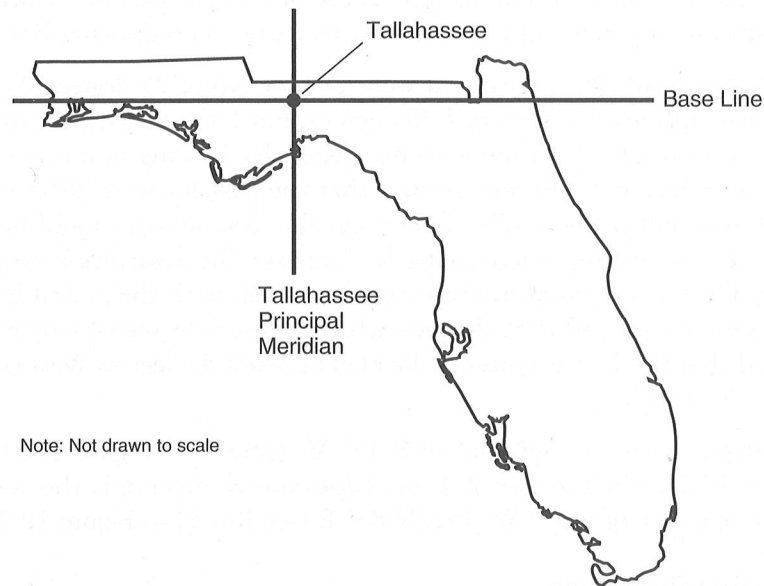 Tallahassee
Base Line
Tallahassee
Principal
Meridian
Note: Not drawn to scale